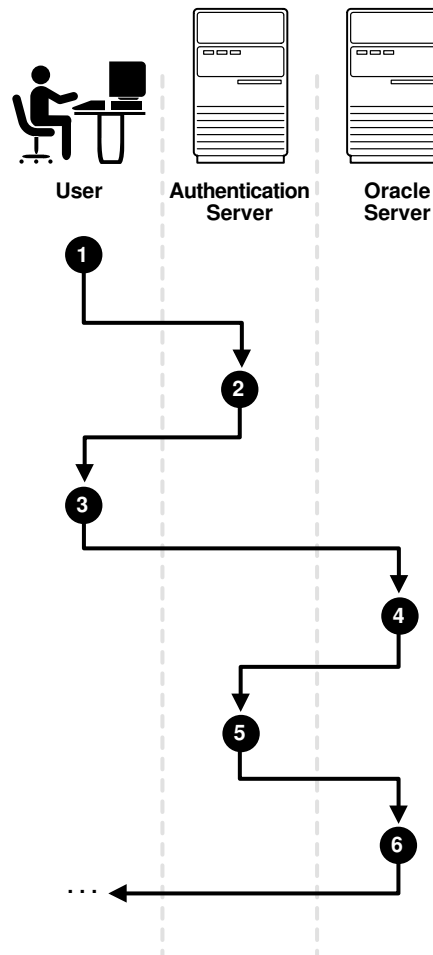 User
Authentication
Server
Oracle
Server
1
2
3
4
5
6
...